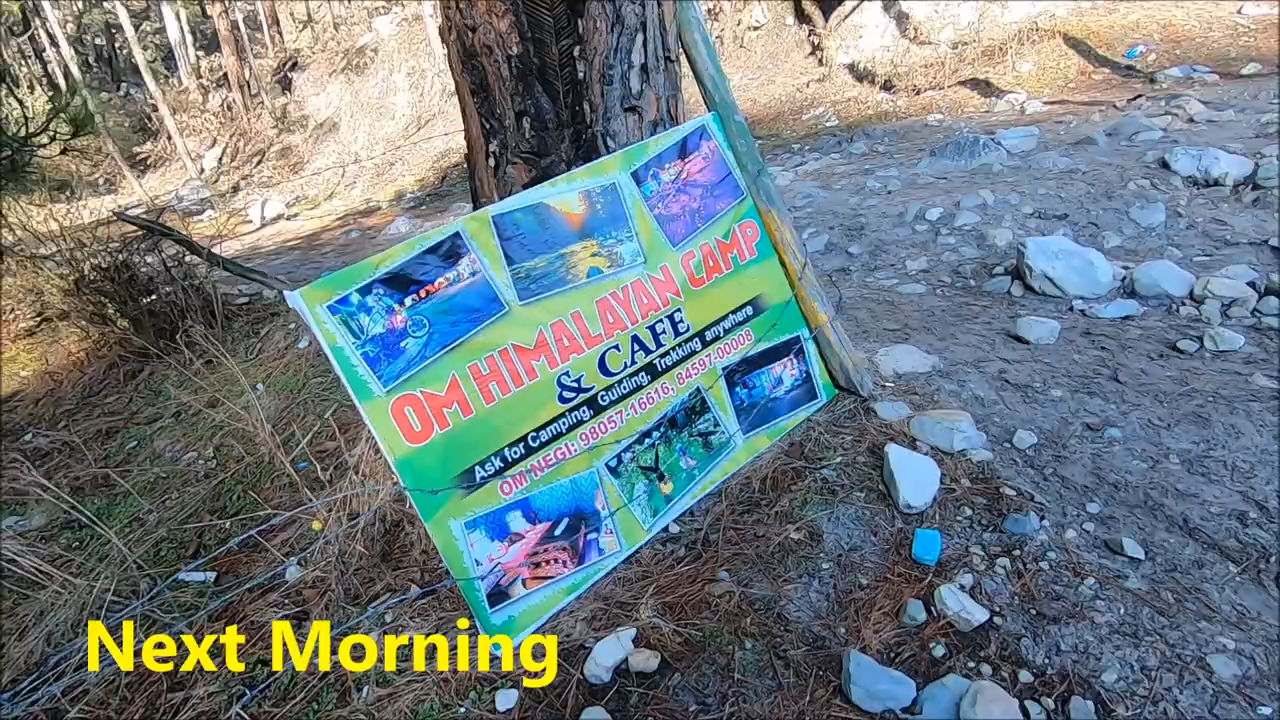 OM HIMALAYAN CAMP
& CAFE
Ask for Camping, Guiding, Trekking anywhere
OM NEGI: 98057-16616, 84597-00008
Next Morning